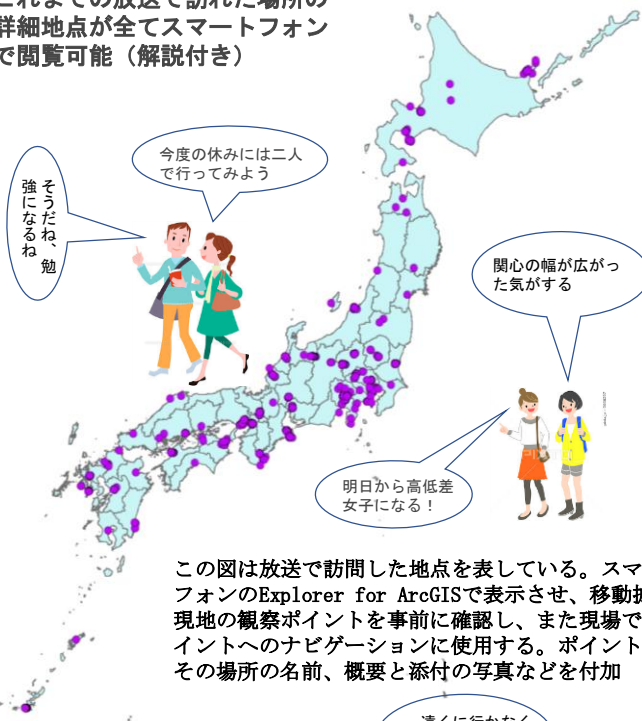 これまでの放送で訪れた場所の
詳細地点が全てスマートフォン
で閲覧可能（解説付き）
今度の休みには二人
で行ってみよう
そうだね、勉
強になるね
関心の幅が広がっ
た気がする
明日から高低差
女子になる！
この図は放送で訪問した地点を表している。スマ
フォンのExplorer for ArcGISで表示させ、移動拡
現地の観察ポイントを事前に確認し、また現場で
イントへのナビゲーションに使用する。ポイント
その場所の名前、概要と添付の写真などを付加
遠くに行かなく